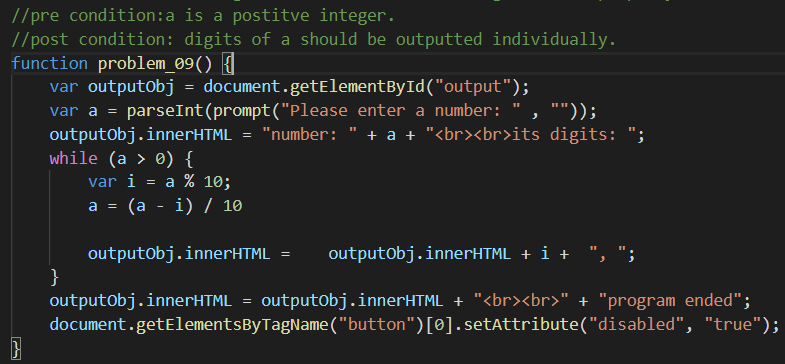 //pre condition:a is a postitve integer.
//post condition: digits of a should be outputted individually.
function problem_09() {
    var outputObj = document.getElementById("output");
    var a = parseInt(prompt("Please enter a number: " , ""));
    outputObj.innerHTML = "number: " + a + "<br><br>its digits: ";
    while (a > 0) {
        var i = a % 10;
        a = (a - i) / 10
        outputObj.innerHTML =    outputObj.innerHTML + i +  ", ";
    }
    outputObj.innerHTML = outputObj.innerHTML + "<br><br>" + "program ended";
    document.getElementsByTagName("button")[0].setAttribute("disabled", "true");
}